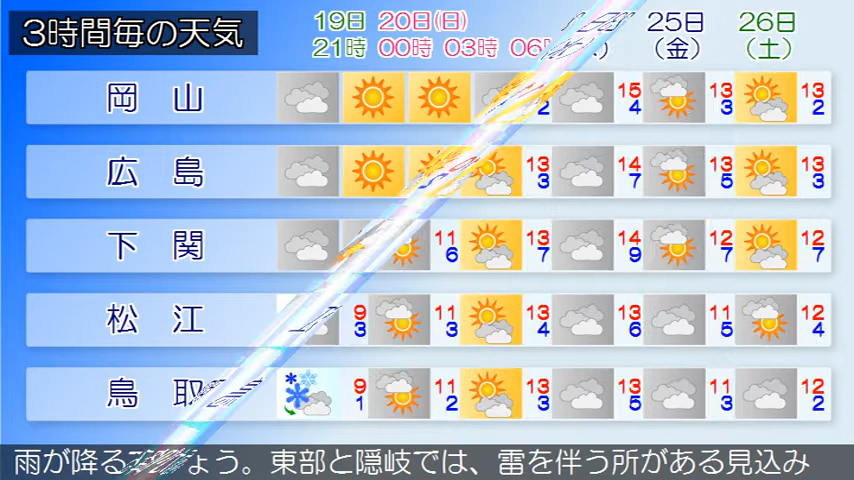 3時間毎の天気
19日 20日(日) 25日 26日
21時 00時 03時 (金) (土)
岡 山 2 15 4 13 3 13 2
広 島 13 3 14 7 13 5 13 3
下 関 11 6 13 7 14 9 12 7 12 7
松 江 9 3 11 3 13 4 13 6 11 5 12 4
鳥 取 9 1 11 2 13 3 13 5 11 3 12 2
雨が降る ょう。東部と隠岐では、雷を伴う所がある見込み